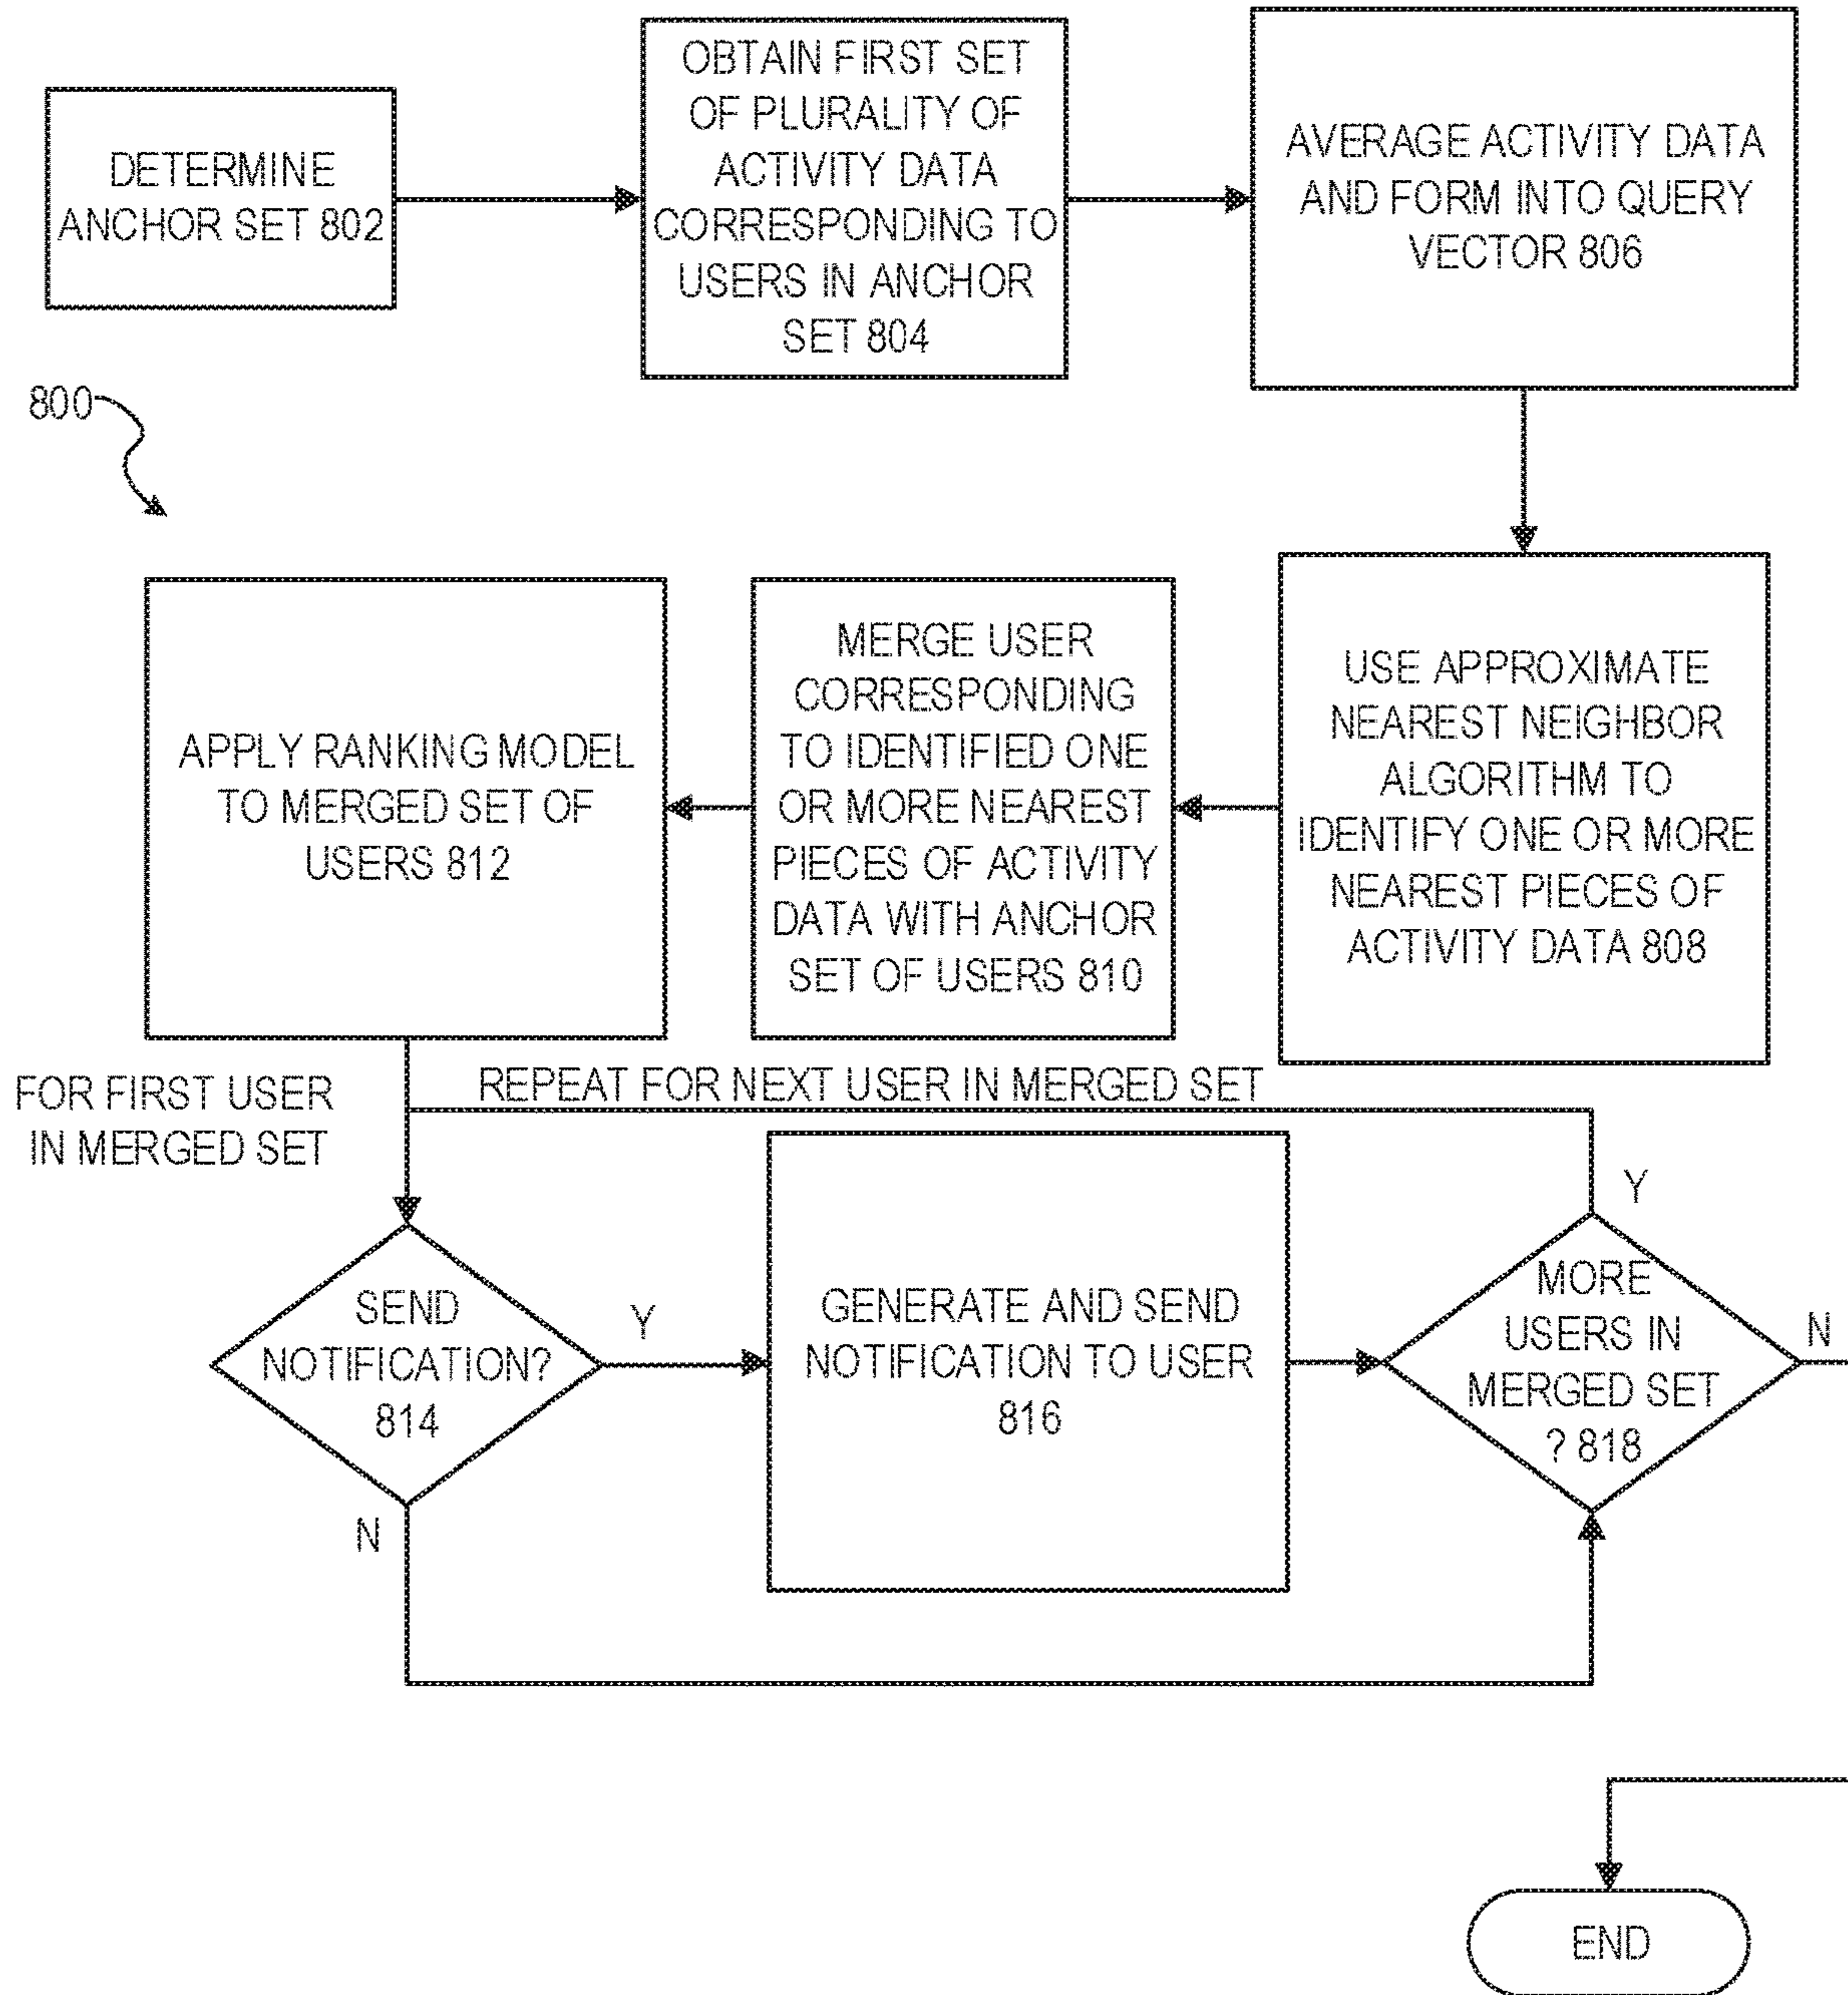 DETERMINE
ANCHOR SET 802
OBTAIN FIRST SET
OF PLURALITY OF
ACTIVITY DATA
CORRESPONDING TO
USERS IN ANCHOR
SET 804
AVERAGE ACTIVITY DATA
AND FORM INTO QUERY
VECTOR 806
800
USE APPROXIMATE
NEAREST NEIGHBOR
ALGORITHM TO
IDENTIFY ONE OR MORE
NEAREST PIECES OF
ACTIVITY DATA 808
MERGE USER
CORRESPONDING
TO IDENTIFIED ONE
OR MORE NEAREST
PIECES OF ACTIVITY
DATA WITH ANCHOR
SET OF USERS 810
APPLY RANKING MODEL
TO MERGED SET OF
USERS 812
FOR FIRST USER
IN MERGED SET
REPEAT FOR NEXT USER IN MERGED SET
SEND
NOTIFICATION?
814
Y
N
GENERATE AND SEND
NOTIFICATION TO USER
816
MORE
USERS IN
MERGED SET
? 818
Y
N
END